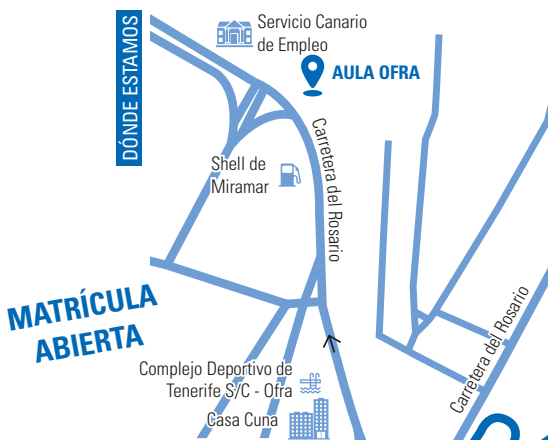 DÓNDE ESTAMOS
Servicio Canario
de Empleo
AULA OFRA
Carretera del Rosario
Shell de
Miramar
MATRÍCULA
ABIERTA
Complejo Deportivo de
Tenerife S/C - Ofra
Casa Cuna
Carretera del Rosario